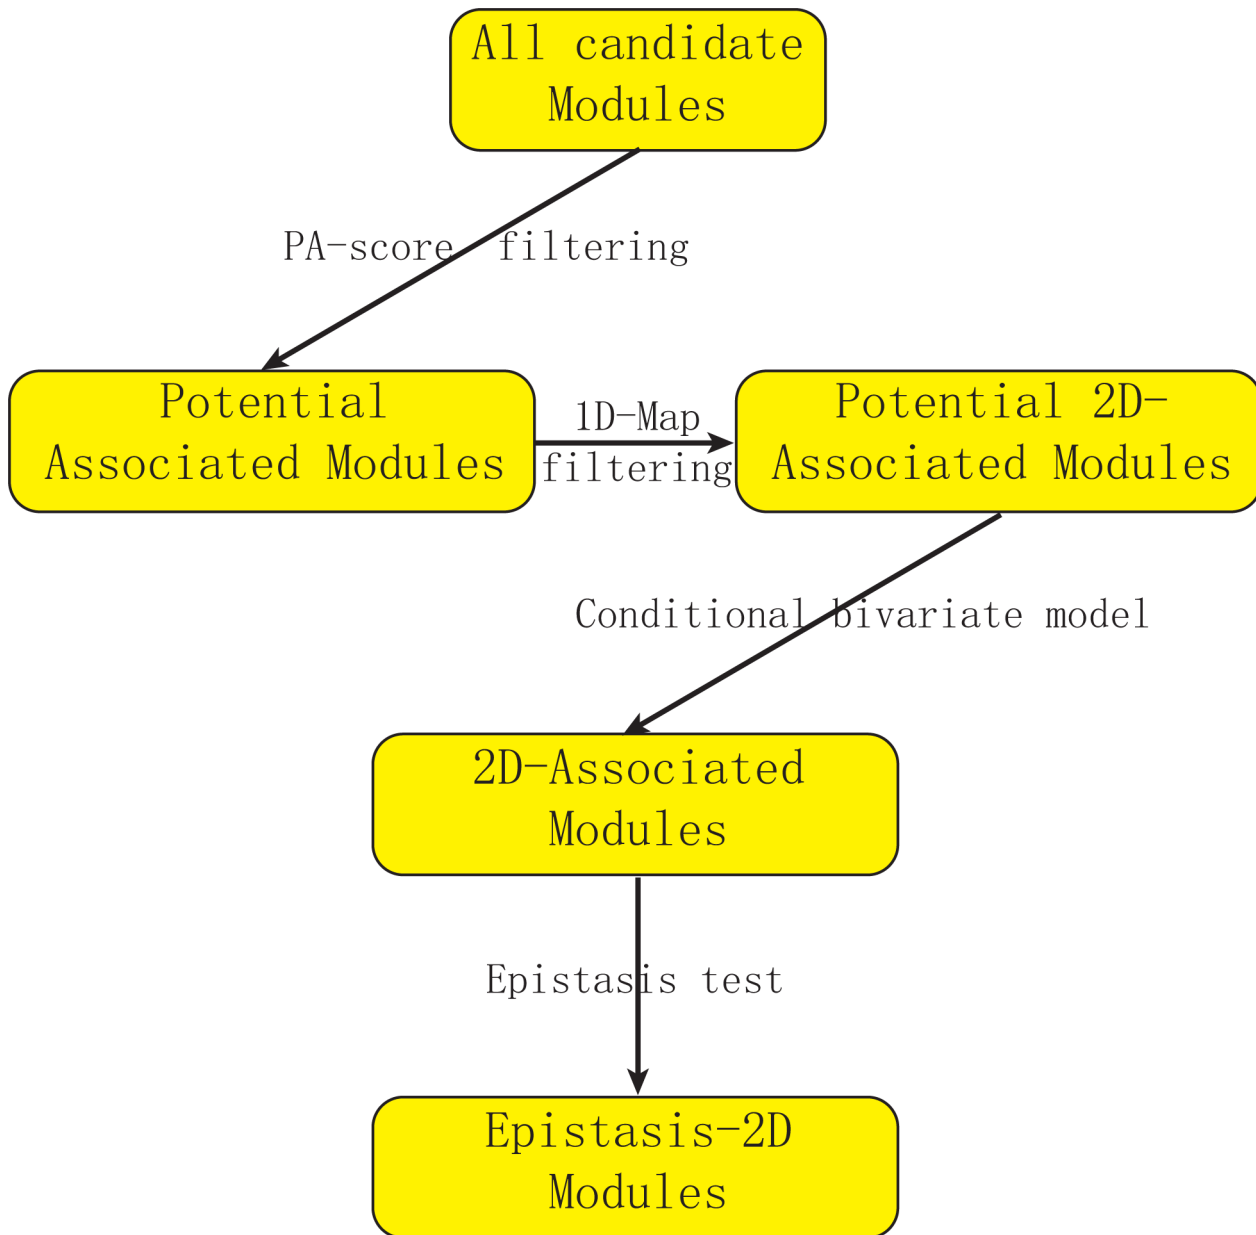 All candidate
Modules
PA-score filtering
Potential
Associated Modules
1D-Map
filtering
Potential 2D-
Associated Modules
Conditional bivariate model
2D-Associated
Modules
Epistasis test
Epistasis-2D
Modules